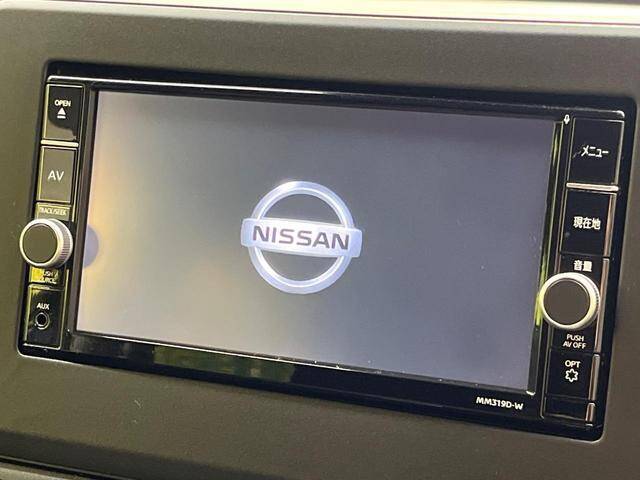 OPEN
AV
TRACK/SEEK
PUSH
SOURCE
AUX
NISSAN
メニュー
現在地
音量
PUSH
AV OFF
OPT
MM319D-W